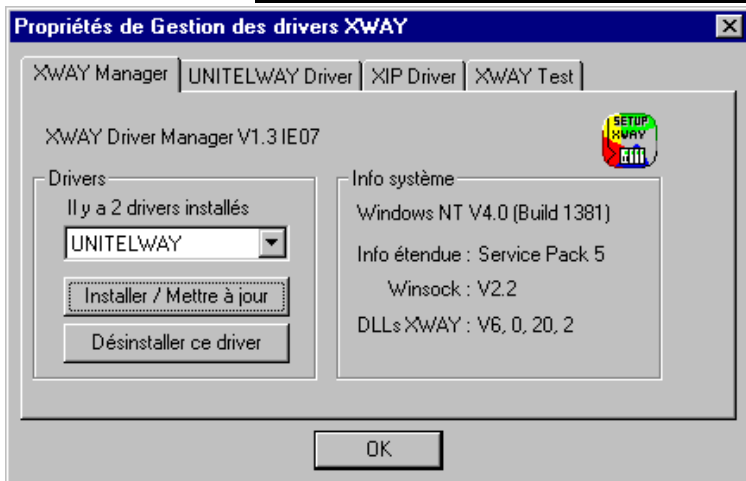 Propriétés de Gestion des drivers XWAY
XWAY Manager UNITELWAY Driver XIP Driver XWAY Test
XWAY Driver Manager V1.3 IE07
SETUP
XWAY
Drivers
Il y a 2 drivers installés
UNITELWAY
Installer / Mettre à jour
Désinstaller ce driver
Info système
Windows NT V4.0 (Build 1381)
Info étendue : Service Pack 5
Winsock : V2.2
DLLs XWAY : V6, 0, 20, 2
OK